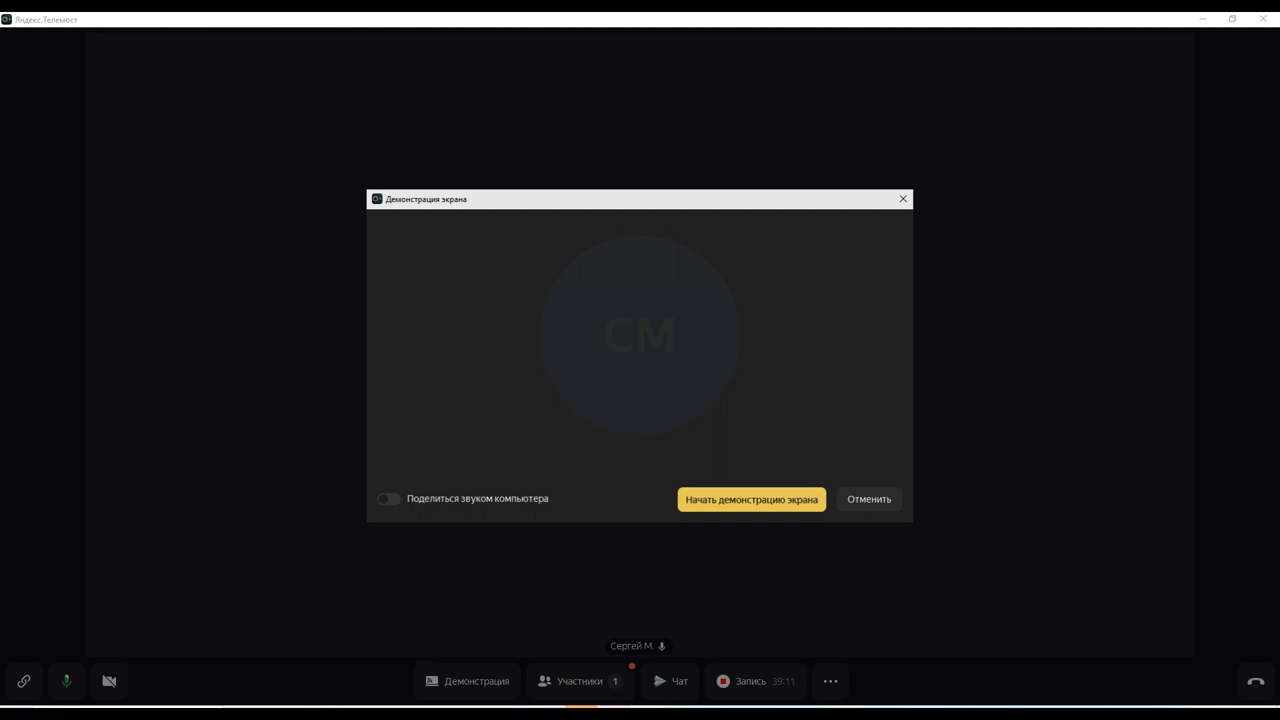 Яндекс.Телемост
Демонстрация экрана
СМ
Поделиться звуком компьютера
Начать демонстрацию экрана
Отменить
Сергей М.
Демонстрация
Участники 1
Чат
Запись 39:11